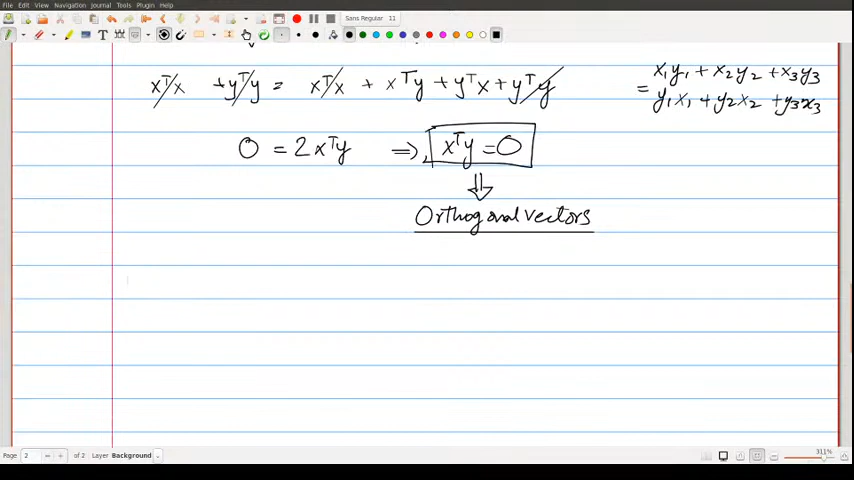 File Edit View Navigation Journal Tools Plugin Help
Sans Regular 11
xᵀx + yᵀy = xᵀx + xᵀy + yᵀx + yᵀy
x₁y₁ + x₂y₂ + x₃y₃
= y₁x₁ + y₂x₂ + y₃x₃
0 = 2xᵀy ⇒, xᵀy = 0
⇓
Orthogonal vectors
Page 2 of 2 Layer Background 311%